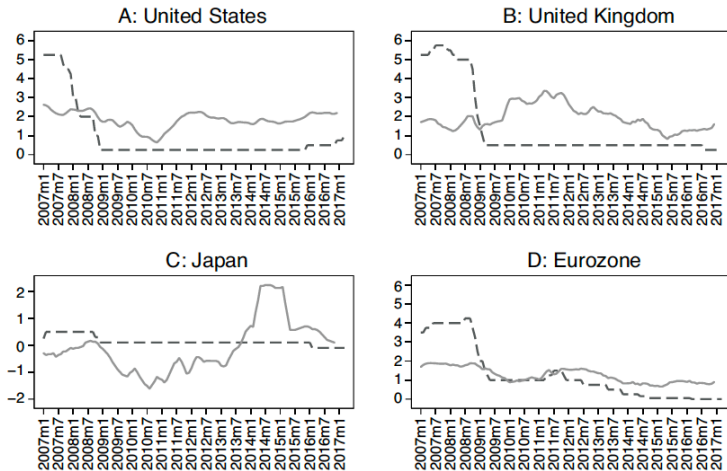 A: United States
6
5
4
3
2
1
0
2007m1
2007m7
2008m1
2008m7
2009m1
2009m7
2010m1
2010m7
2011m1
2011m7
2012m1
2012m7
2013m1
2013m7
2014m1
2014m7
2015m1
2015m7
2016m1
2016m7
2017m1
B: United Kingdom
6
5
4
3
2
1
0
2007m1
2007m7
2008m1
2008m7
2009m1
2009m7
2010m1
2010m7
2011m1
2011m7
2012m1
2012m7
2013m1
2013m7
2014m1
2014m7
2015m1
2015m7
2016m1
2016m7
2017m1
C: Japan
2
1
0
−1
−2
2007m1
2007m7
2008m1
2008m7
2009m1
2009m7
2010m1
2010m7
2011m1
2011m7
2012m1
2012m7
2013m1
2013m7
2014m1
2014m7
2015m1
2015m7
2016m1
2016m7
2017m1
D: Eurozone
6
5
4
3
2
1
0
2007m1
2007m7
2008m1
2008m7
2009m1
2009m7
2010m1
2010m7
2011m1
2011m7
2012m1
2012m7
2013m1
2013m7
2014m1
2014m7
2015m1
2015m7
2016m1
2016m7
2017m1